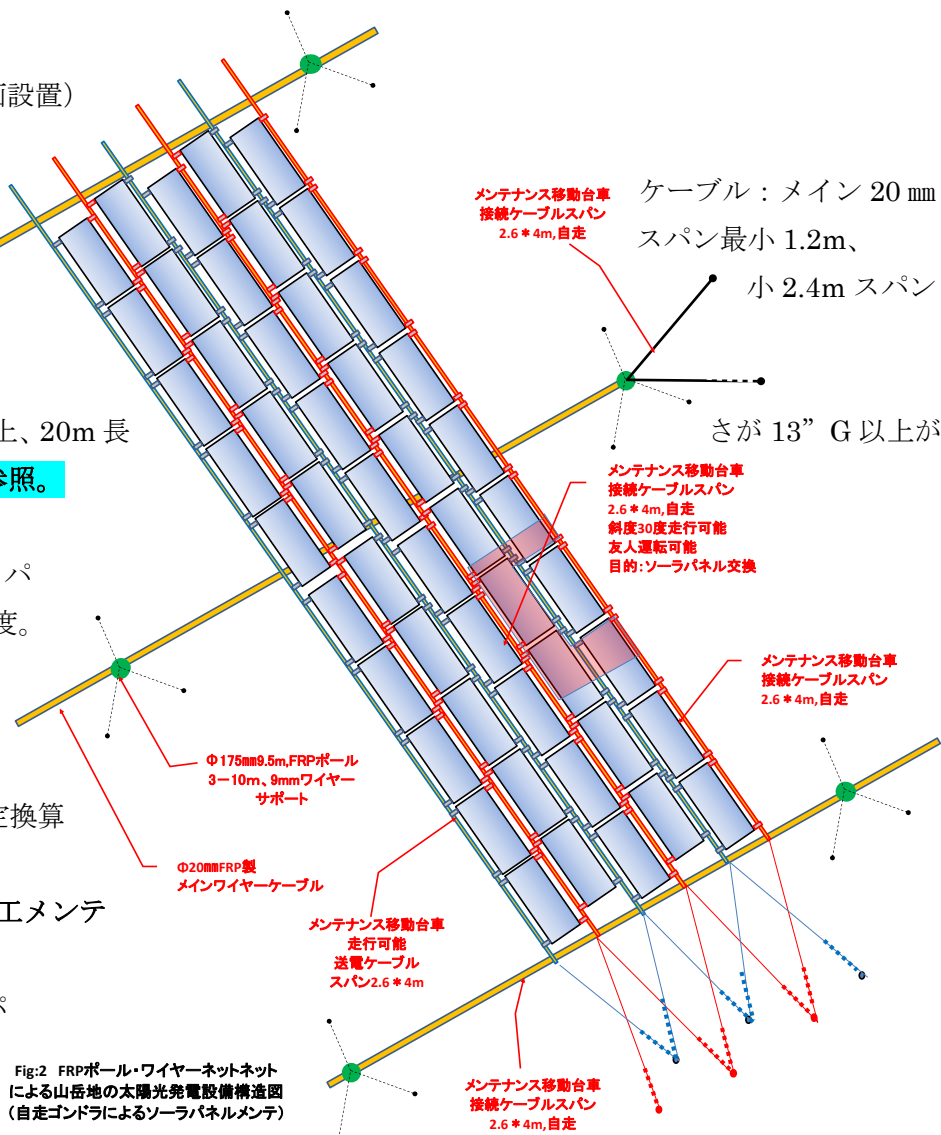 面設置）
メンテナンス移動台車
接続ケーブルスパン
2.6＊4m,自走
ケーブル：メイン 20 ㎜
スパン最小 1.2m、
小 2.4m スパン
上、20m 長
さが 13” G 以上が
参照。
メンテナンス移動台車
接続ケーブルスパン
2.6＊4m,自走
斜度30度走行可能
友人運転可能
目的:ソーラパネル交換
パ
度。
メンテナンス移動台車
接続ケーブルスパン
2.6＊4m,自走
Φ175㎜9.5m,FRPポール
3－10m、9mmワイヤー
サポート
定換算
Φ20㎜FRP製
メインワイヤーケーブル
工メンテ
メンテナンス移動台車
走行可能
送電ケーブル
スパン2.6＊4m
パ
Fig:2 FRPポール・ワイヤーネットネット
による山岳地の太陽光発電設備構造図
（自走ゴンドラによるソーラパネルメンテ）
メンテナンス移動台車
接続ケーブルスパン
2.6＊4m,自走